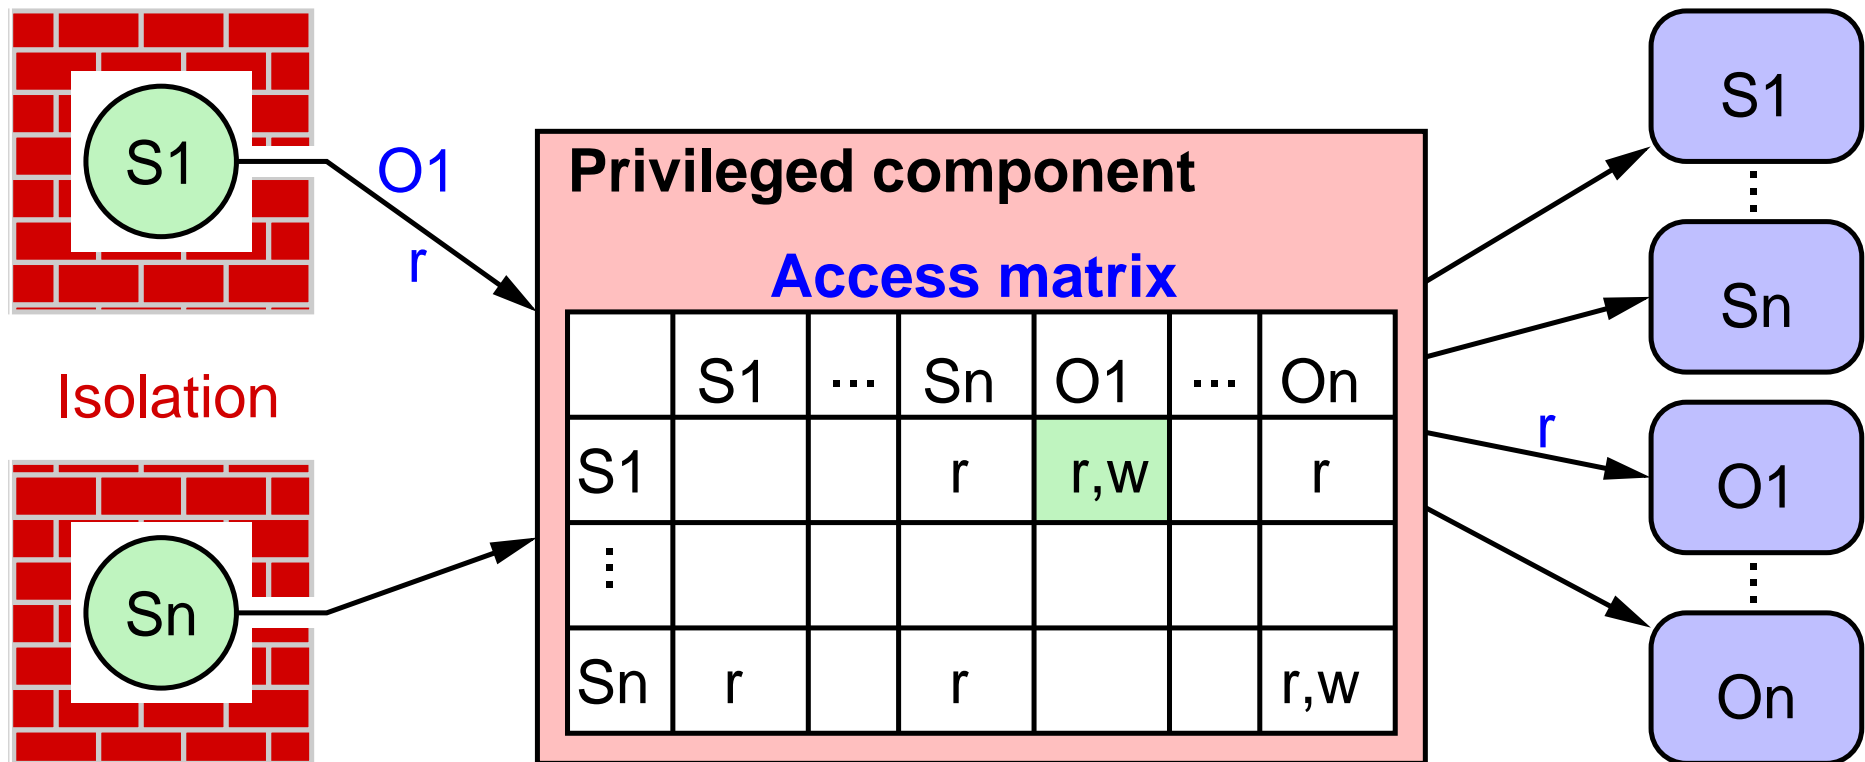 S1
O1
r
Isolation
Sn
Privileged component
Access matrix
S1 ... Sn O1 ... On
S1 r r,w r
...
Sn r r r,w
r
S1
...
Sn
O1
...
On